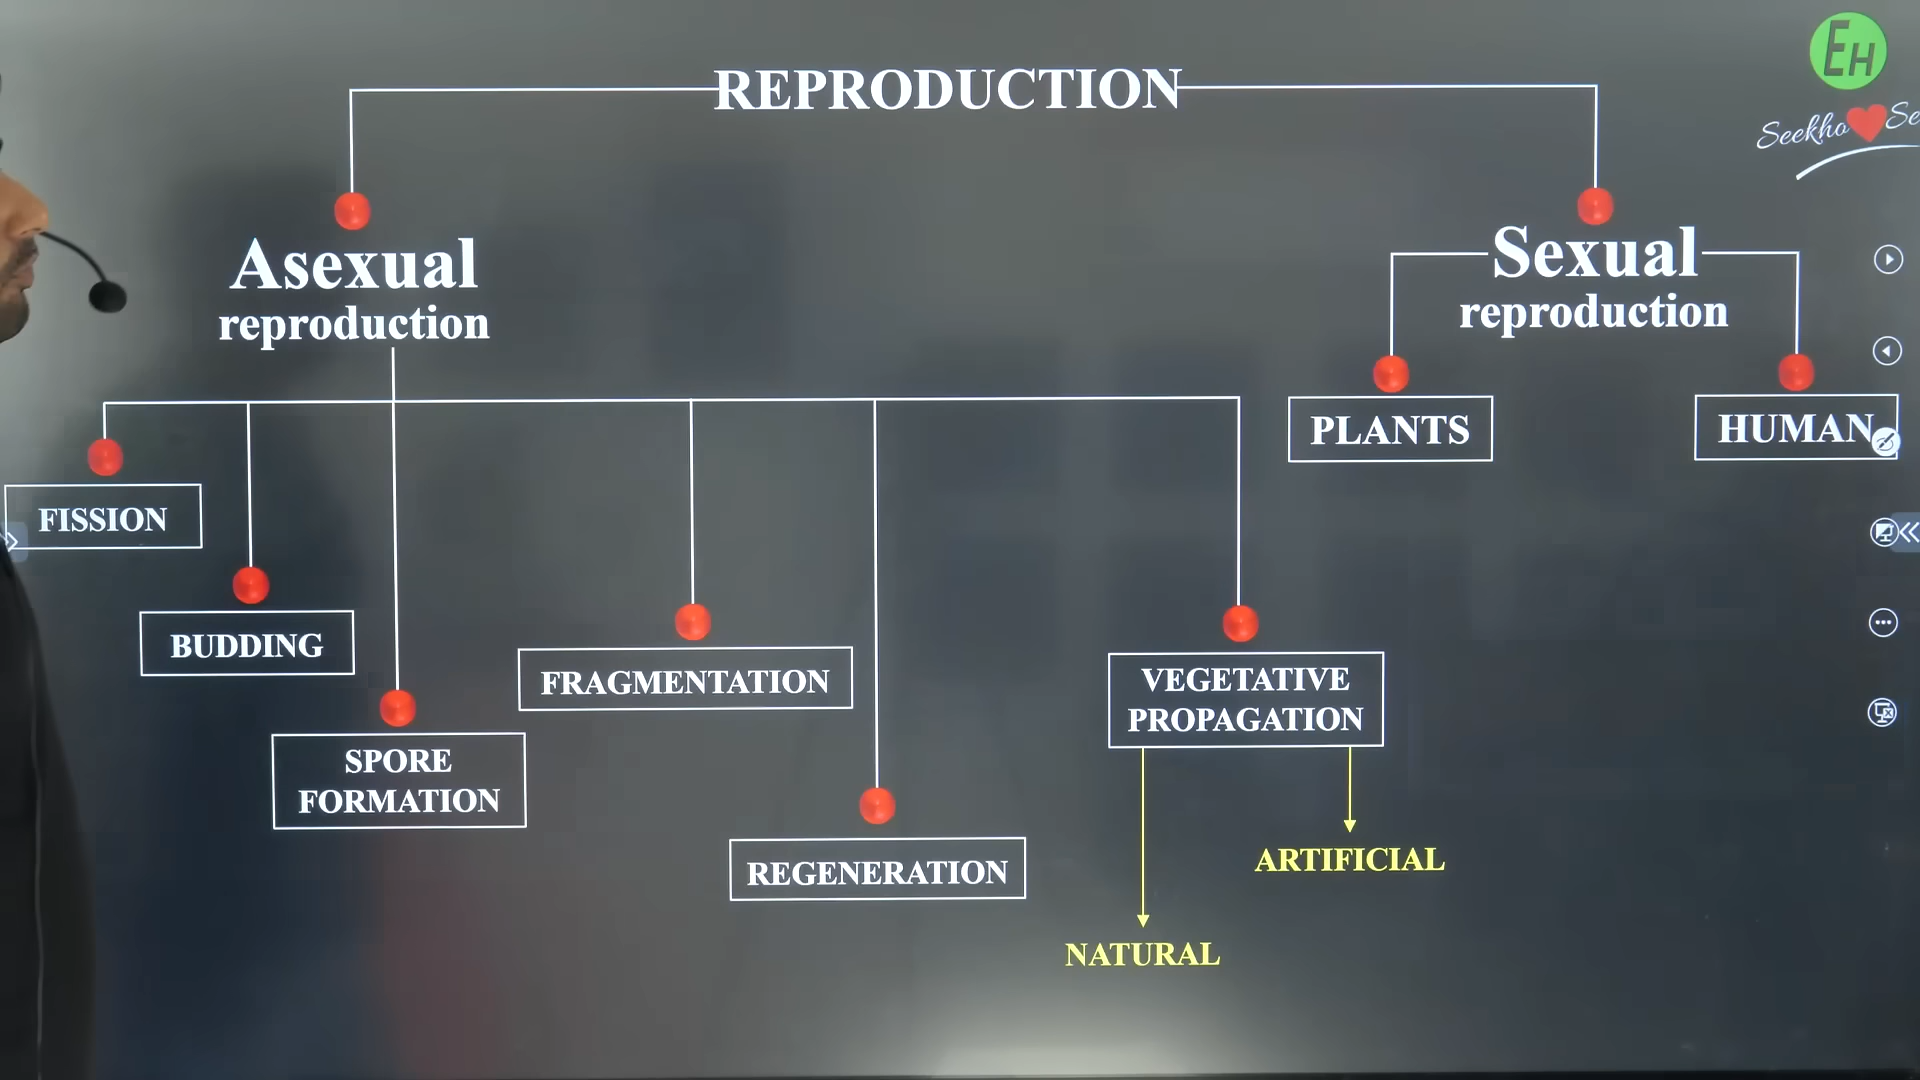 REPRODUCTION
EH
Seekho
Asexual
reproduction
Sexual
reproduction
PLANTS
HUMAN
FISSION
BUDDING
SPORE
FORMATION
FRAGMENTATION
REGENERATION
VEGETATIVE
PROPAGATION
ARTIFICIAL
NATURAL